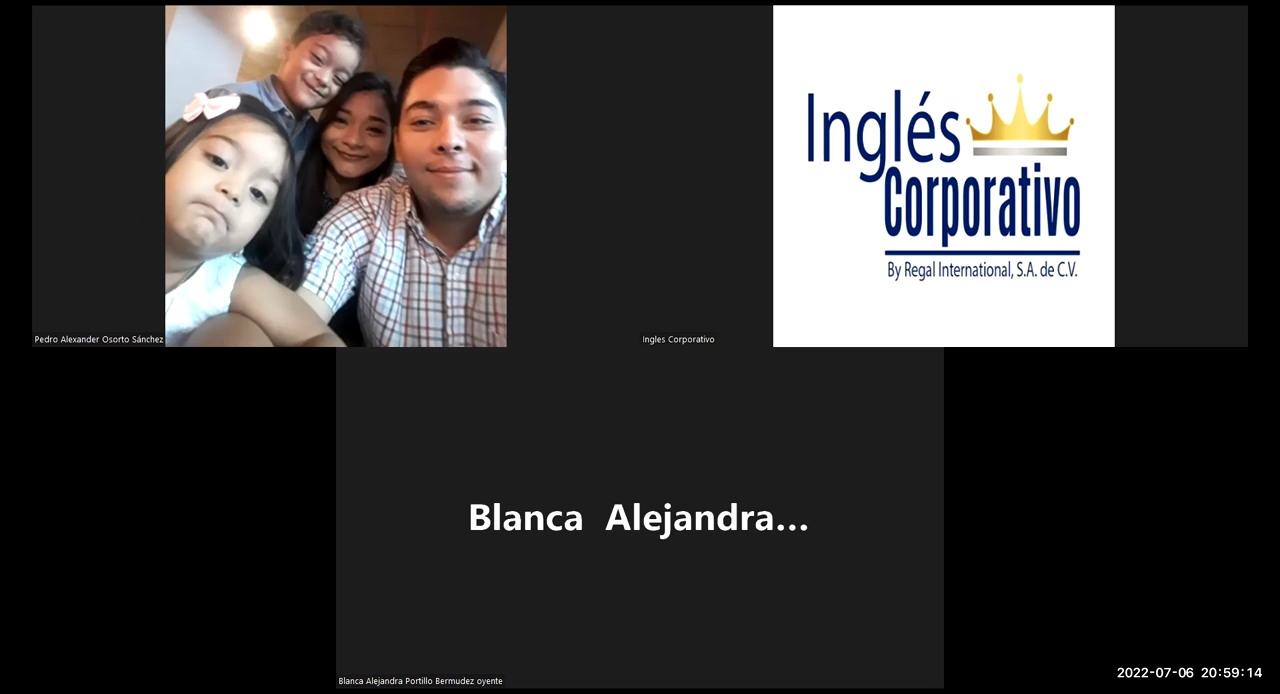 Inglés
Corporativo
By Regal International, S.A. de C.V.
Pedro Alexander Osorto Sánchez
Ingles Corporativo
Blanca Alejandra...
Blanca Alejandra Portillo Bermudez oyente
2022-07-06 20:59:14